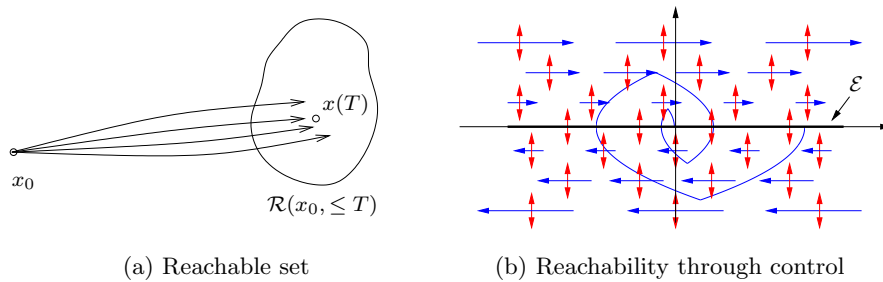 x(T)
x₀
R(x₀, ≤ T)
(a) Reachable set
ℰ
(b) Reachability through control